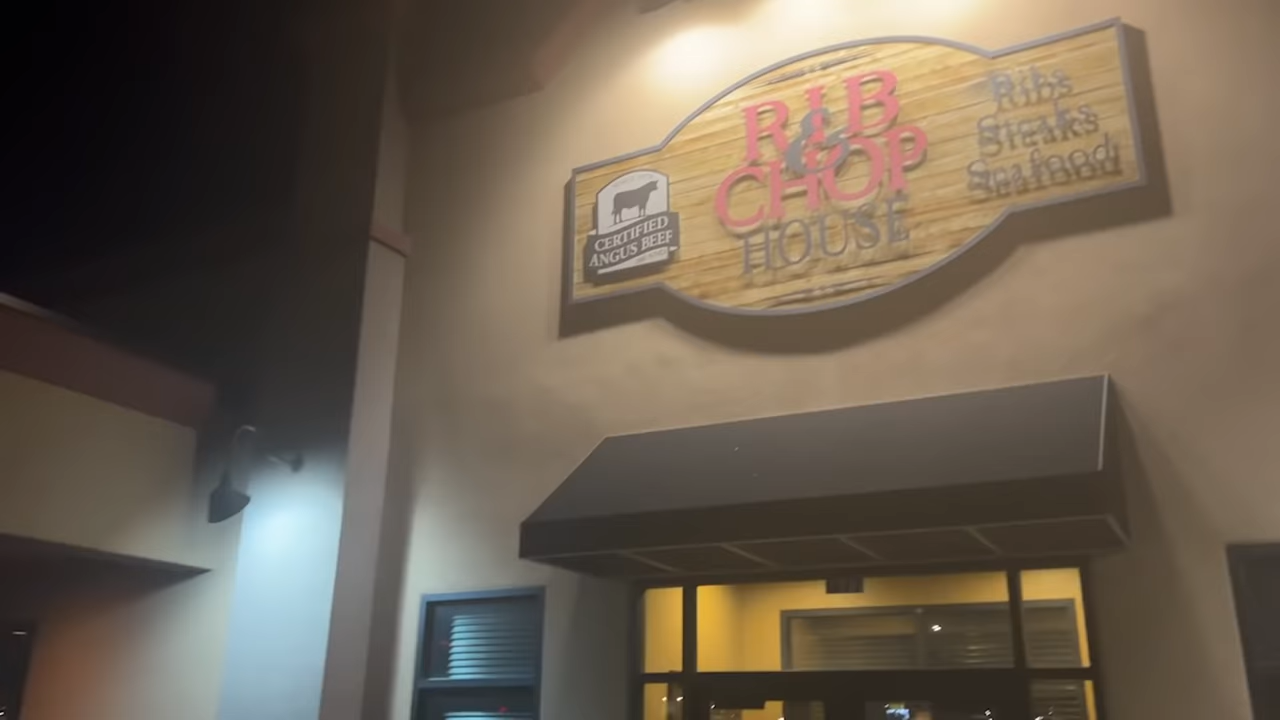 RIB
&
CHOP
HOUSE
Ribs
Steaks
Seafood
CERTIFIED
ANGUS BEEF